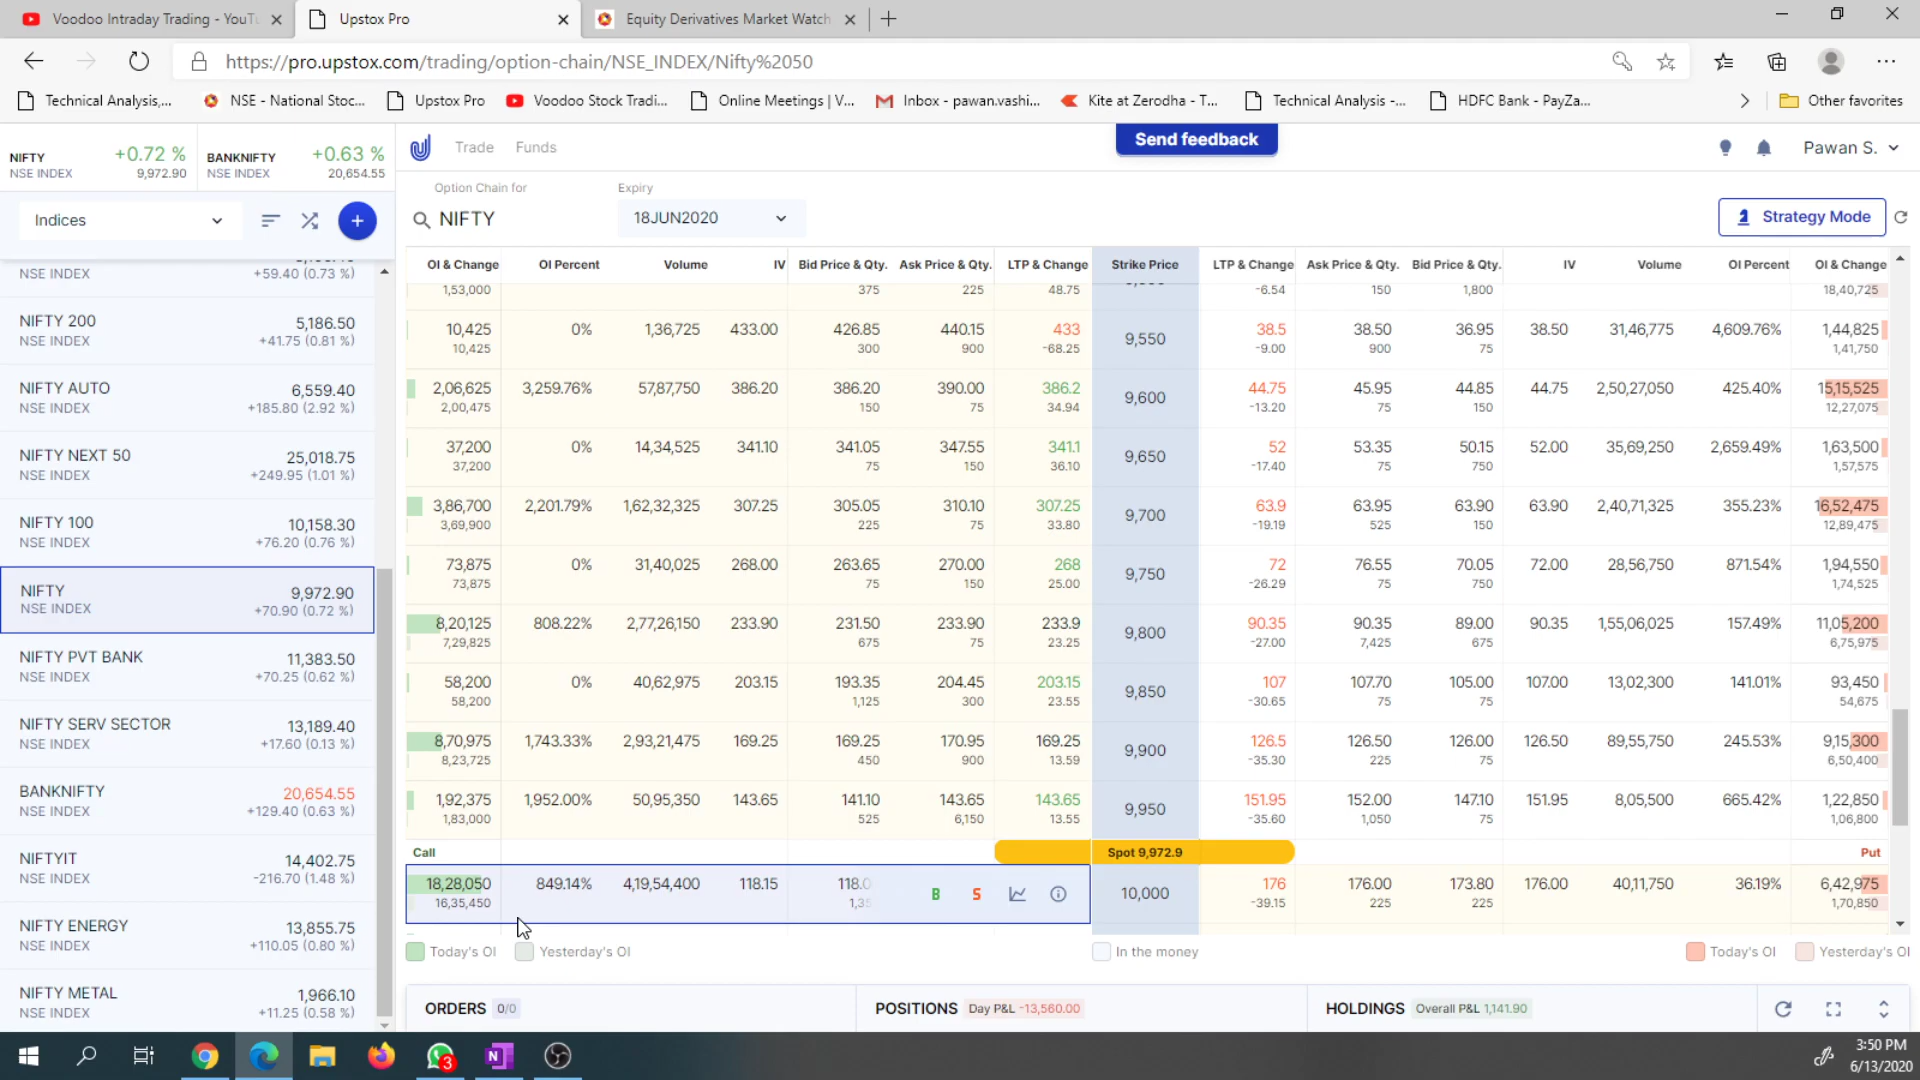 Voodoo Intraday Trading - YouTu
Upstox Pro
Equity Derivatives Market Watch
https://pro.upstox.com/trading/option-chain/NSE_INDEX/Nifty%2050
Technical Analysis,...
NSE - National Stoc...
Upstox Pro
Voodoo Stock Tradi...
Online Meetings | V...
Inbox - pawan.vashi...
Kite at Zerodha - T...
Technical Analysis -...
HDFC Bank - PayZa...
Other favorites
NIFTY +0.72 %
NSE INDEX 9,972.90
BANKNIFTY +0.63 %
NSE INDEX 20,654.55
Trade Funds
Send feedback
Pawan S.
Indices
Option Chain for
NIFTY
Expiry
18JUN2020
Strategy Mode
NSE INDEX +59.40 (0.73 %)
NIFTY 200 5,186.50
NSE INDEX +41.75 (0.81 %)
NIFTY AUTO 6,559.40
NSE INDEX +185.80 (2.92 %)
NIFTY NEXT 50 25,018.75
NSE INDEX +249.95 (1.01 %)
NIFTY 100 10,158.30
NSE INDEX +76.20 (0.76 %)
NIFTY 9,972.90
NSE INDEX +70.90 (0.72 %)
NIFTY PVT BANK 11,383.50
NSE INDEX +70.25 (0.62 %)
NIFTY SERV SECTOR 13,189.40
NSE INDEX +17.60 (0.13 %)
BANKNIFTY 20,654.55
NSE INDEX +129.40 (0.63 %)
NIFTYIT 14,402.75
NSE INDEX -216.70 (1.48 %)
NIFTY ENERGY 13,855.75
NSE INDEX +110.05 (0.80 %)
NIFTY METAL 1,966.10
NSE INDEX +11.25 (0.58 %)
OI & Change OI Percent Volume IV Bid Price & Qty. Ask Price & Qty. LTP & Change Strike Price LTP & Change Ask Price & Qty. Bid Price & Qty. IV Volume OI Percent OI & Change
1,53,000 375 225 48.75 -6.54 150 1,800 18,40,725
10,425 0% 1,36,725 433.00 426.85 440.15 433 9,550 38.5 38.50 36.95 38.50 31,46,775 4,609.76% 1,44,825
10,425 300 900 -68.25 -9.00 900 75 1,41,750
2,06,625 3,259.76% 57,87,750 386.20 386.20 390.00 386.2 9,600 44.75 45.95 44.85 44.75 2,50,27,050 425.40% 15,15,525
2,00,475 150 75 34.94 -13.20 75 150 12,27,075
37,200 0% 14,34,525 341.10 341.05 347.55 341.1 9,650 52 53.35 50.15 52.00 35,69,250 2,659.49% 1,63,500
37,200 75 150 36.10 -17.40 75 750 1,57,575
3,86,700 2,201.79% 1,62,32,325 307.25 305.05 310.10 307.25 9,700 63.9 63.95 63.90 63.90 2,40,71,325 355.23% 16,52,475
3,69,900 225 75 33.80 -19.19 525 150 12,89,475
73,875 0% 31,40,025 268.00 263.65 270.00 268 9,750 72 76.55 70.05 72.00 28,56,750 871.54% 1,94,550
73,875 75 150 25.00 -26.29 75 750 1,74,525
8,20,125 808.22% 2,77,26,150 233.90 231.50 233.90 233.9 9,800 90.35 90.35 89.00 90.35 1,55,06,025 157.49% 11,05,200
7,29,825 675 75 23.25 -27.00 7,425 675 6,75,975
58,200 0% 40,62,975 203.15 193.35 204.45 203.15 9,850 107 107.70 105.00 107.00 13,02,300 141.01% 93,450
58,200 1,125 300 23.55 -30.65 75 75 54,675
8,70,975 1,743.33% 2,93,21,475 169.25 169.25 170.95 169.25 9,900 126.5 126.50 126.00 126.50 89,55,750 245.53% 9,15,300
8,23,725 450 900 13.59 -35.30 225 75 6,50,400
1,92,375 1,952.00% 50,95,350 143.65 141.10 143.65 143.65 9,950 151.95 152.00 147.10 151.95 8,05,500 665.42% 1,22,850
1,83,000 525 6,150 13.55 -35.60 1,050 75 1,06,800
Call Spot 9,972.9 Put
18,28,050 849.14% 4,19,54,400 118.15 118.0 B S 10,000 176 176.00 173.80 176.00 40,11,750 36.19% 6,42,975
16,35,450 1,35 -39.15 225 225 1,70,850
Today's OI Yesterday's OI In the money Today's OI Yesterday's OI
ORDERS 0/0 POSITIONS Day P&L -13,560.00 HOLDINGS Overall P&L 1,141.90
3
3:50 PM
6/13/2020